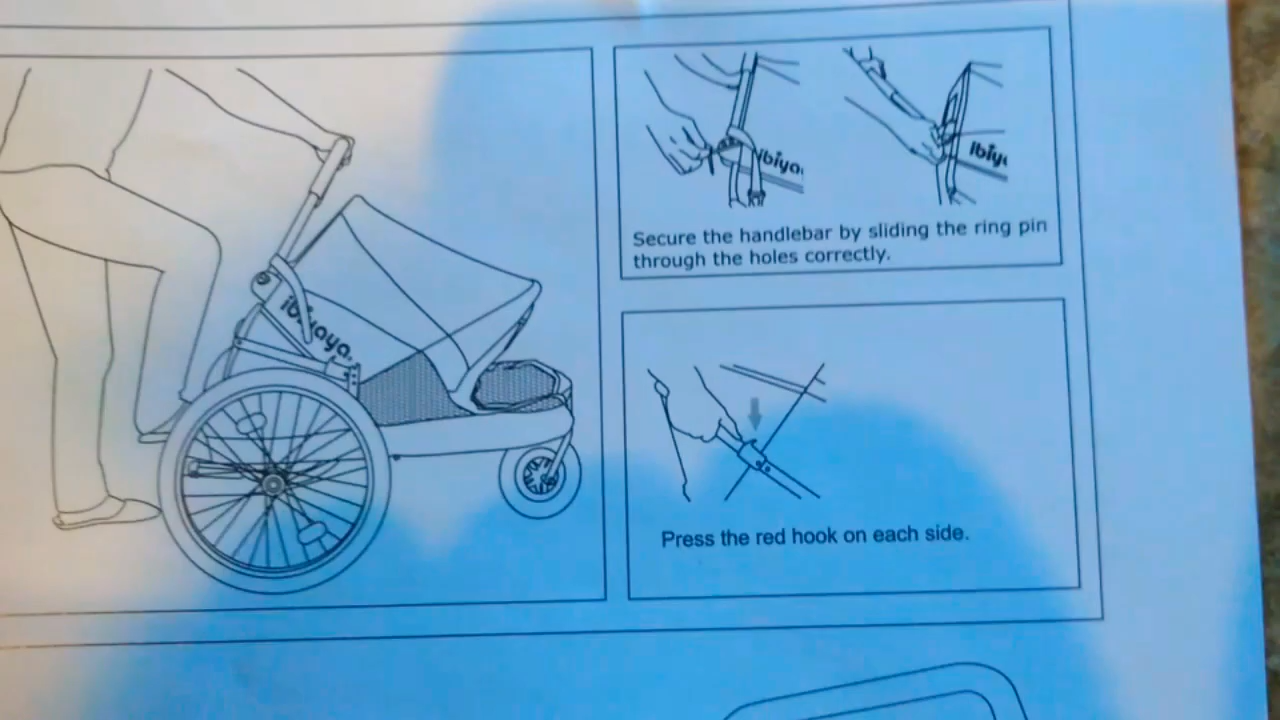 ibiyaya.
ibiya
ibiy
Secure the handlebar by sliding the ring pin
through the holes correctly.
Press the red hook on each side.